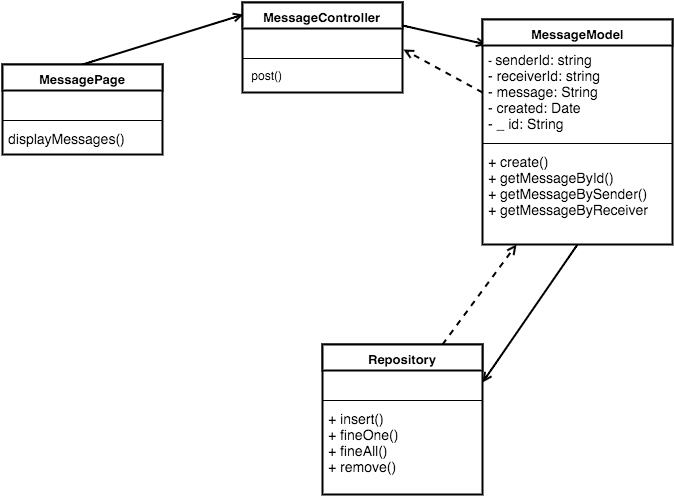 MessageController
post()
MessagePage
displayMessages()
MessageModel
- senderId: string
- receiverId: string
- message: String
- created: Date
- _ id: String
+ create()
+ getMessageById()
+ getMessageBySender()
+ getMessageByReceiver
Repository
+ insert()
+ fineOne()
+ fineAll()
+ remove()